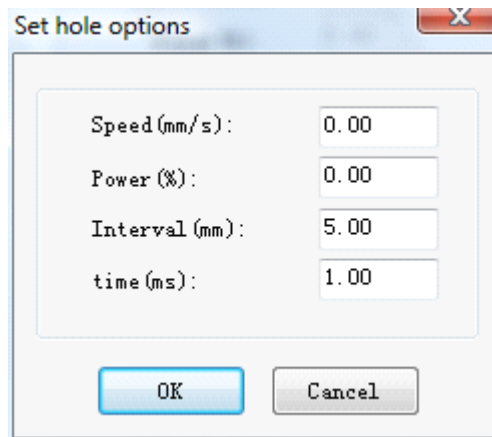 Set hole options
Speed(mm/s): 0.00
Power(%): 0.00
Interval(mm): 5.00
time(ms): 1.00
OK Cancel